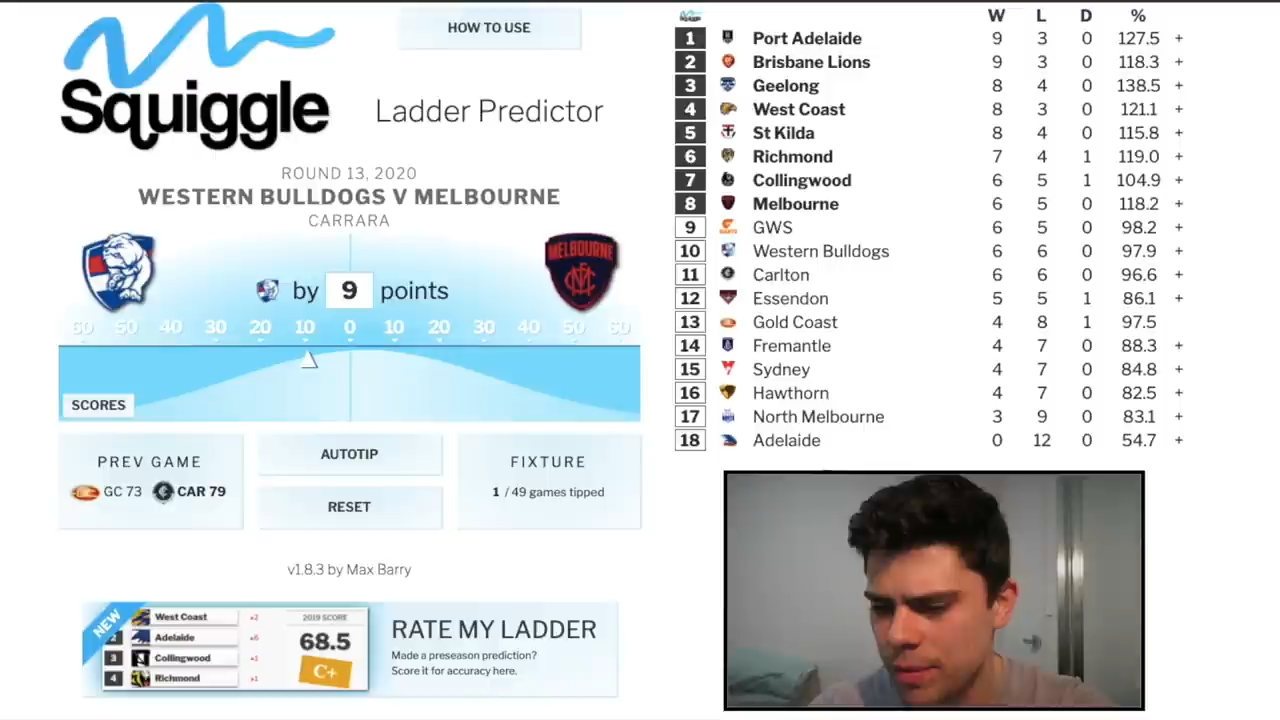 Squiggle
Ladder Predictor
HOW TO USE
ROUND 13, 2020
WESTERN BULLDOGS V MELBOURNE
CARRARA
MELBOURNE
by 9 points
60 50 40 30 20 10 0 10 20 30 40 50 60
SCORES
PREV GAME
GC 73 CAR 79
AUTOTIP
RESET
FIXTURE
1 / 49 games tipped
v1.8.3 by Max Barry
NEW
West Coast +2
2 Adelaide +6
3 Collingwood +1
4 Richmond +1
2019 SCORE
68.5
C+
RATE MY LADDER
Made a preseason prediction?
Score it for accuracy here.
W L D %
1 Port Adelaide 9 3 0 127.5 +
2 Brisbane Lions 9 3 0 118.3 +
3 Geelong 8 4 0 138.5 +
4 West Coast 8 3 0 121.1 +
5 St Kilda 8 4 0 115.8 +
6 Richmond 7 4 1 119.0 +
7 Collingwood 6 5 1 104.9 +
8 Melbourne 6 5 0 118.2 +
9 GWS 6 5 0 98.2 +
10 Western Bulldogs 6 6 0 97.9 +
11 Carlton 6 6 0 96.6 +
12 Essendon 5 5 1 86.1 +
13 Gold Coast 4 8 1 97.5
14 Fremantle 4 7 0 88.3 +
15 Sydney 4 7 0 84.8 +
16 Hawthorn 4 7 0 82.5 +
17 North Melbourne 3 9 0 83.1 +
18 Adelaide 0 12 0 54.7 +